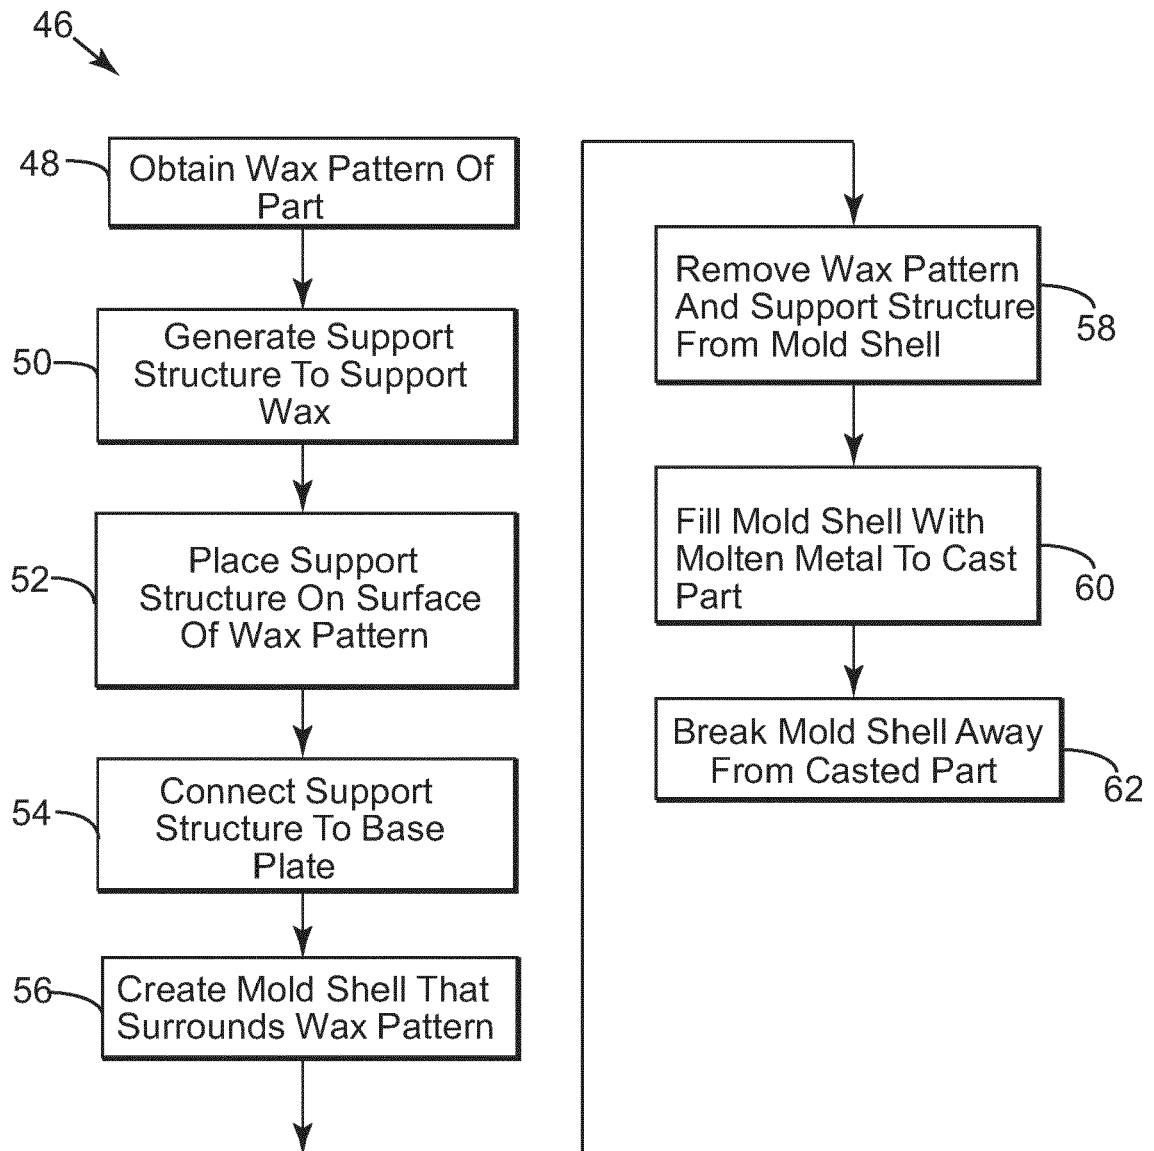 46
48
Obtain Wax Pattern Of
Part
50
Generate Support
Structure To Support
Wax
52
Place Support
Structure On Surface
Of Wax Pattern
54
Connect Support
Structure To Base
Plate
56
Create Mold Shell That
Surrounds Wax Pattern
Remove Wax Pattern
And Support Structure
From Mold Shell
58
Fill Mold Shell With
Molten Metal To Cast
Part
60
Break Mold Shell Away
From Casted Part
62